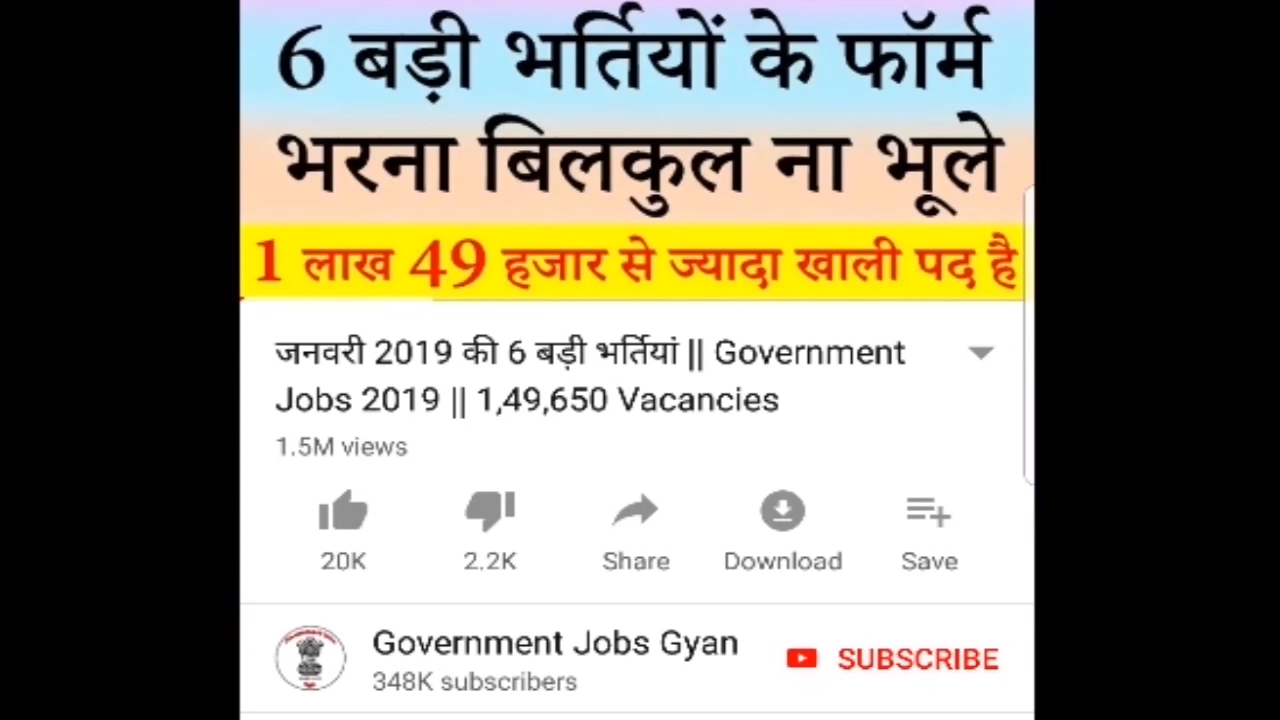 6 बड़ी भर्तियों के फॉर्म
भरना बिलकुल ना भूले
1 लाख 49 हजार से ज्यादा खाली पद है
जनवरी 2019 की 6 बड़ी भर्तियां || Government
Jobs 2019 || 1,49,650 Vacancies
1.5M views
20K 2.2K Share Download Save
Government Jobs Gyan
348K subscribers
SUBSCRIBE